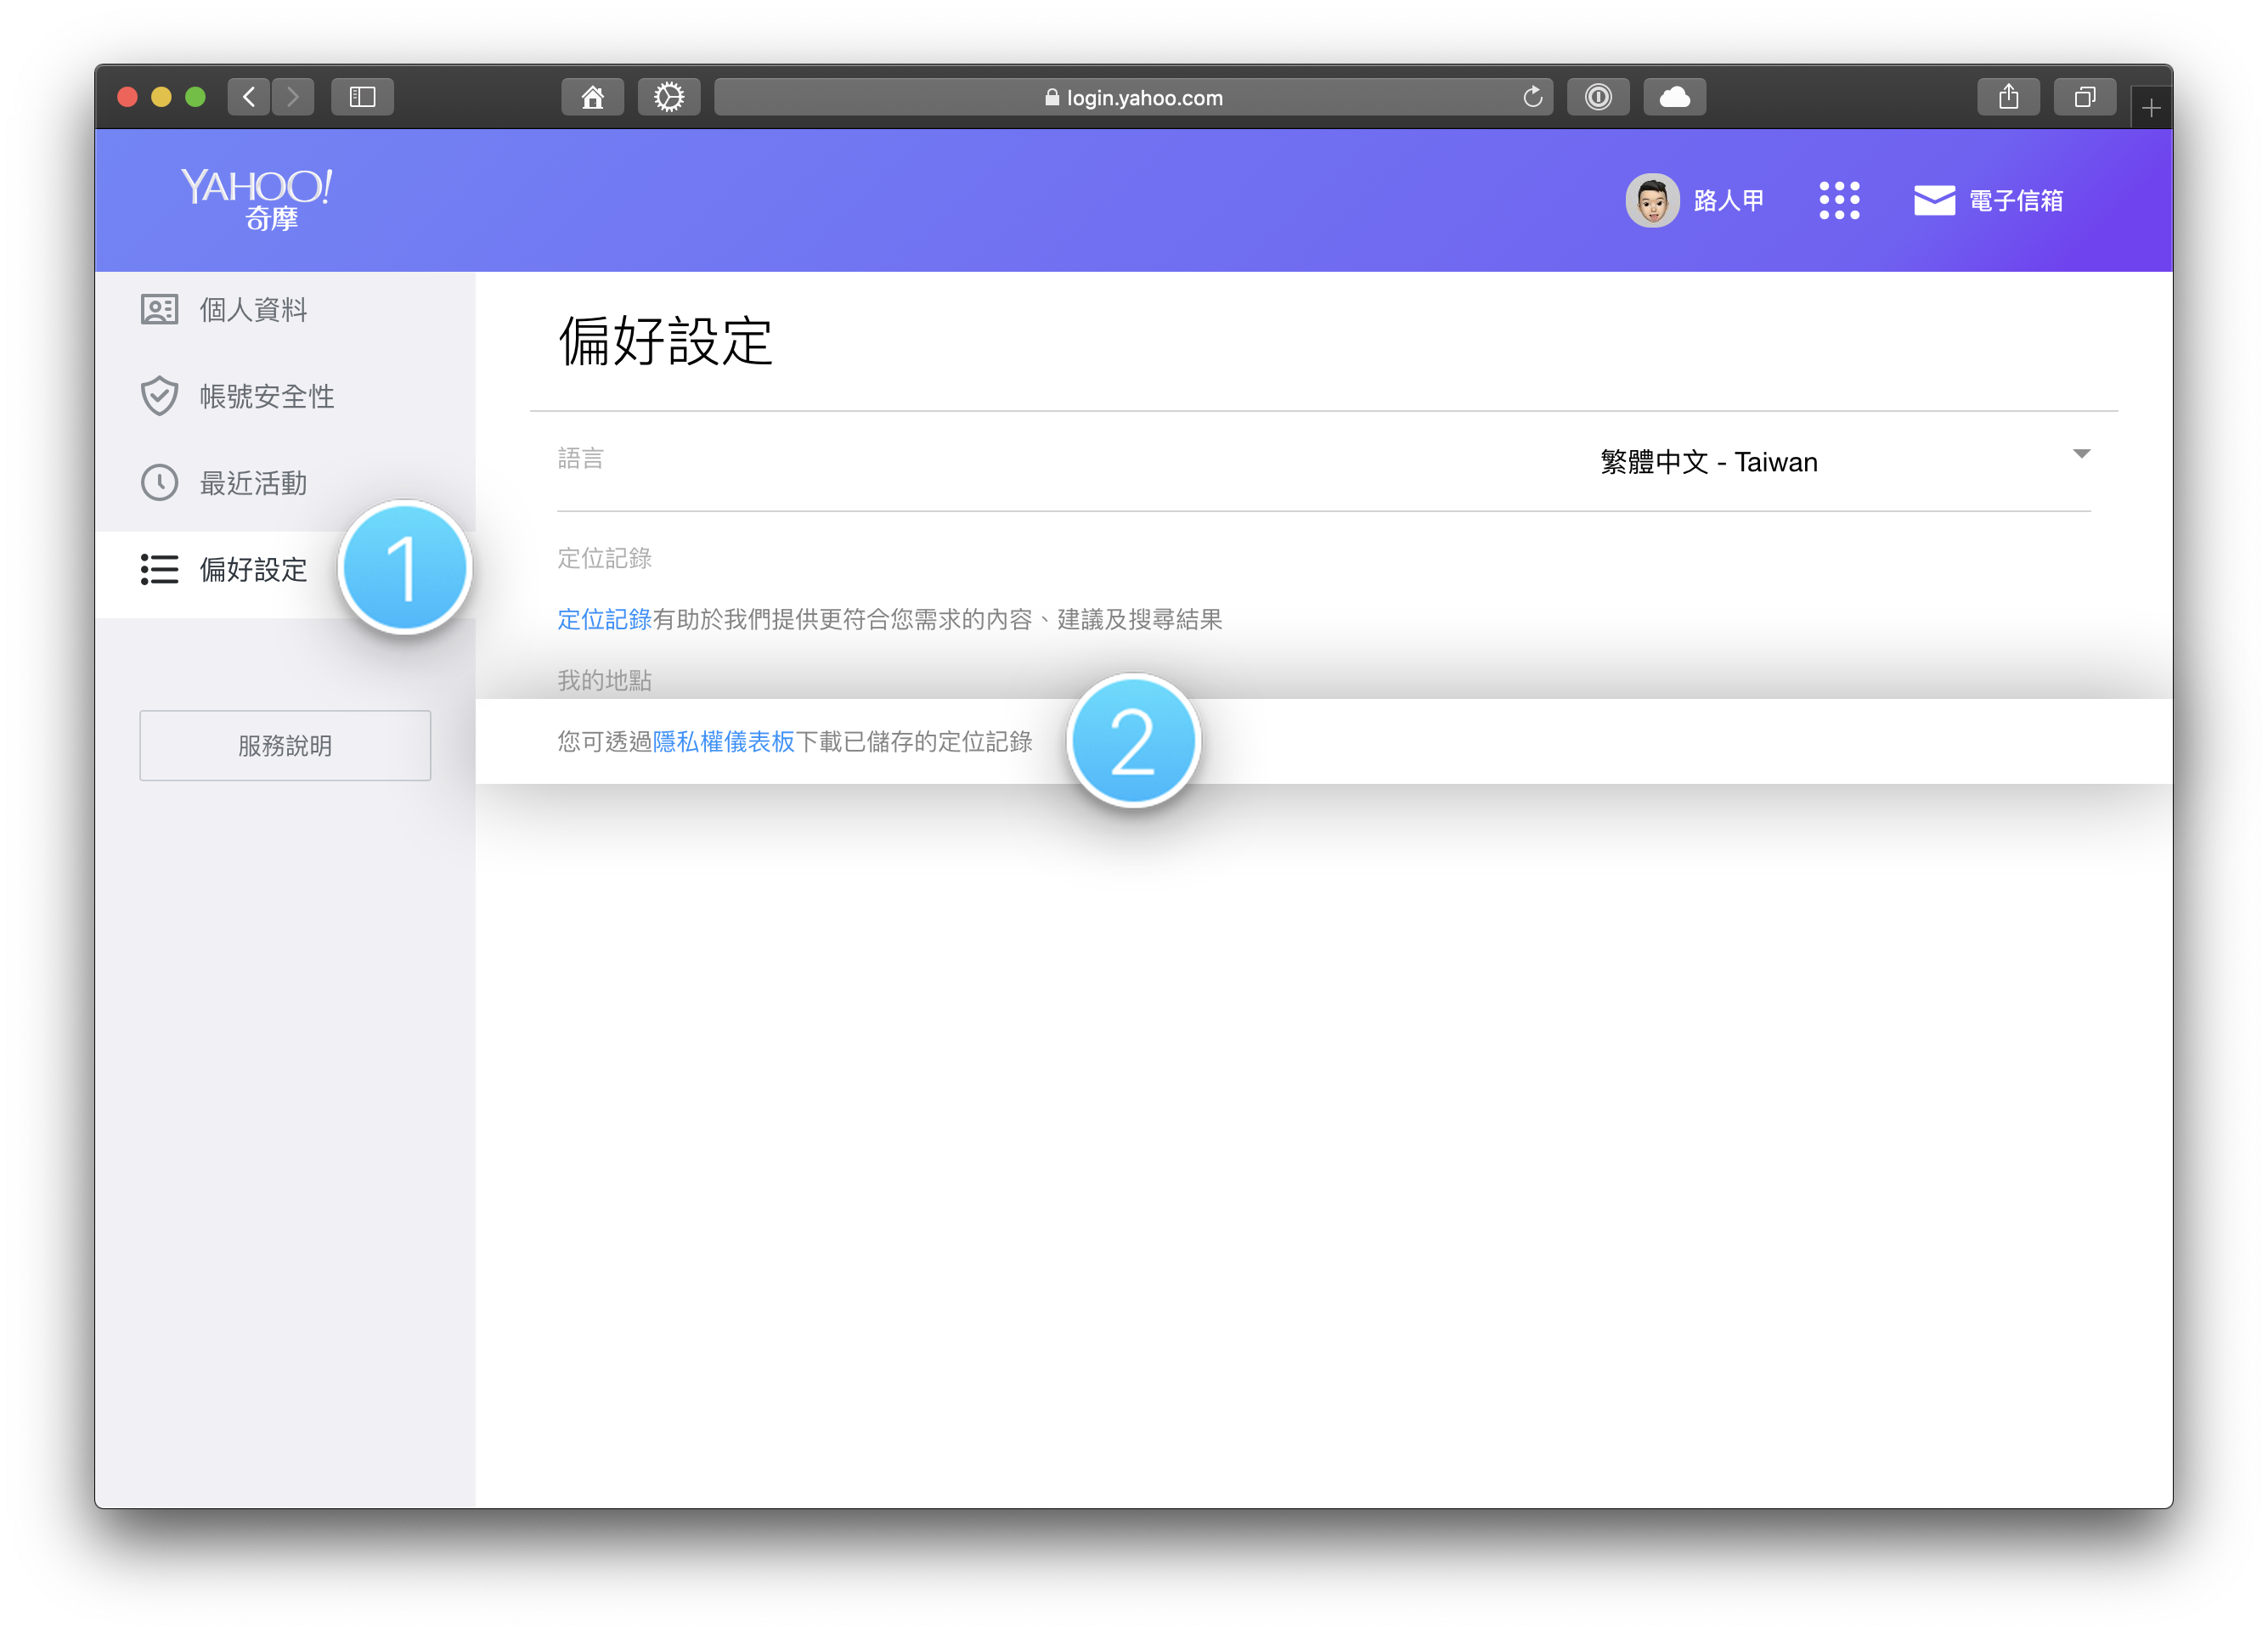 login.yahoo.com
YAHOO!
奇摩
路人甲
電子信箱
個人資料
帳號安全性
最近活動
偏好設定
1
服務說明
偏好設定
語言
繁體中文 - Taiwan
定位記錄
定位記錄有助於我們提供更符合您需求的內容、建議及搜尋結果
我的地點
您可透過隱私權儀表板下載已儲存的定位記錄
2